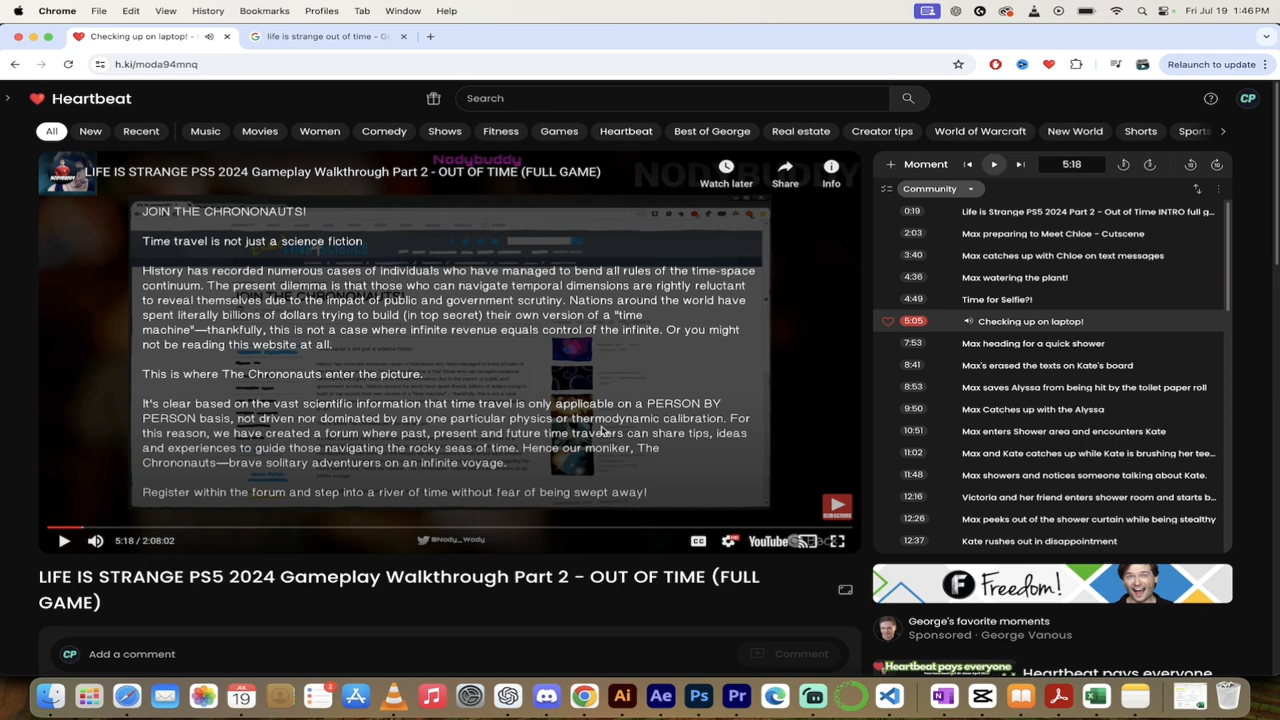 Chrome File Edit View History Bookmarks Profiles Tab Window Help Fri Jul 19 1:46 PM
Checking up on laptop! - life is strange out of time - Go
h.ki/moda94mnq Relaunch to update
Heartbeat Search CP
All New Recent Music Movies Women Comedy Shows Fitness Games Heartbeat Best of George Real estate Creator tips World of Warcraft New World Shorts Sports
Nodybuddy
NODYBUDDY
LIFE IS STRANGE PS5 2024 Gameplay Walkthrough Part 2 - OUT OF TIME (FULL GAME)
Watch later Share Info
JOIN THE CHRONONAUTS!
Time travel is not just a science fiction
History has recorded numerous cases of individuals who have managed to bend all rules of the time-space
continuum. The present dilemma is that those who can navigate temporal dimensions are rightly reluctant
to reveal themselves due to the impact of public and government scrutiny. Nations around the world have
spent literally billions of dollars trying to build (in top secret) their own version of a "time
machine"—thankfully, this is not a case where infinite revenue equals control of the infinite. Or you might
not be reading this website at all.
This is where The Chrononauts enter the picture.
It's clear based on the vast scientific information that time travel is only applicable on a PERSON BY
PERSON basis, not driven nor dominated by any one particular physics or thermodynamic calibration. For
this reason, we have created a forum where past, present and future time travelers can share tips, ideas
and experiences to guide those navigating the rocky seas of time. Hence our moniker, The
Chrononauts—brave solitary adventurers on an infinite voyage.
Register within the forum and step into a river of time without fear of being swept away!
SUBSCRIBE
5:18 / 2:08:02 @Nody_Wody CC HD YouTube
LIFE IS STRANGE PS5 2024 Gameplay Walkthrough Part 2 - OUT OF TIME (FULL
GAME)
CP Add a comment Comment
Moment 5:18
Community
0:19 Life is Strange PS5 2024 Part 2 - Out of Time INTRO full g...
2:03 Max preparing to Meet Chloe - Cutscene
3:40 Max catches up with Chloe on text messages
4:36 Max watering the plant!
4:49 Time for Selfie?!
5:05 Checking up on laptop!
7:53 Max heading for a quick shower
8:41 Max's erased the texts on Kate's board
8:53 Max saves Alyssa from being hit by the toilet paper roll
9:50 Max Catches up with the Alyssa
10:51 Max enters Shower area and encounters Kate
11:02 Max and Kate catches up while Kate is brushing her tee...
11:48 Max showers and notices someone talking about Kate.
12:16 Victoria and her friend enters shower room and starts b...
12:26 Max peeks out of the shower curtain while being stealthy
12:37 Kate rushes out in disappointment
F Freedom!
George's favorite moments
Sponsored · George Vanous
Heartbeat pays everyone Heartbeat pays everyone
JUL 19 2 Ai Ae Ps Pr N X